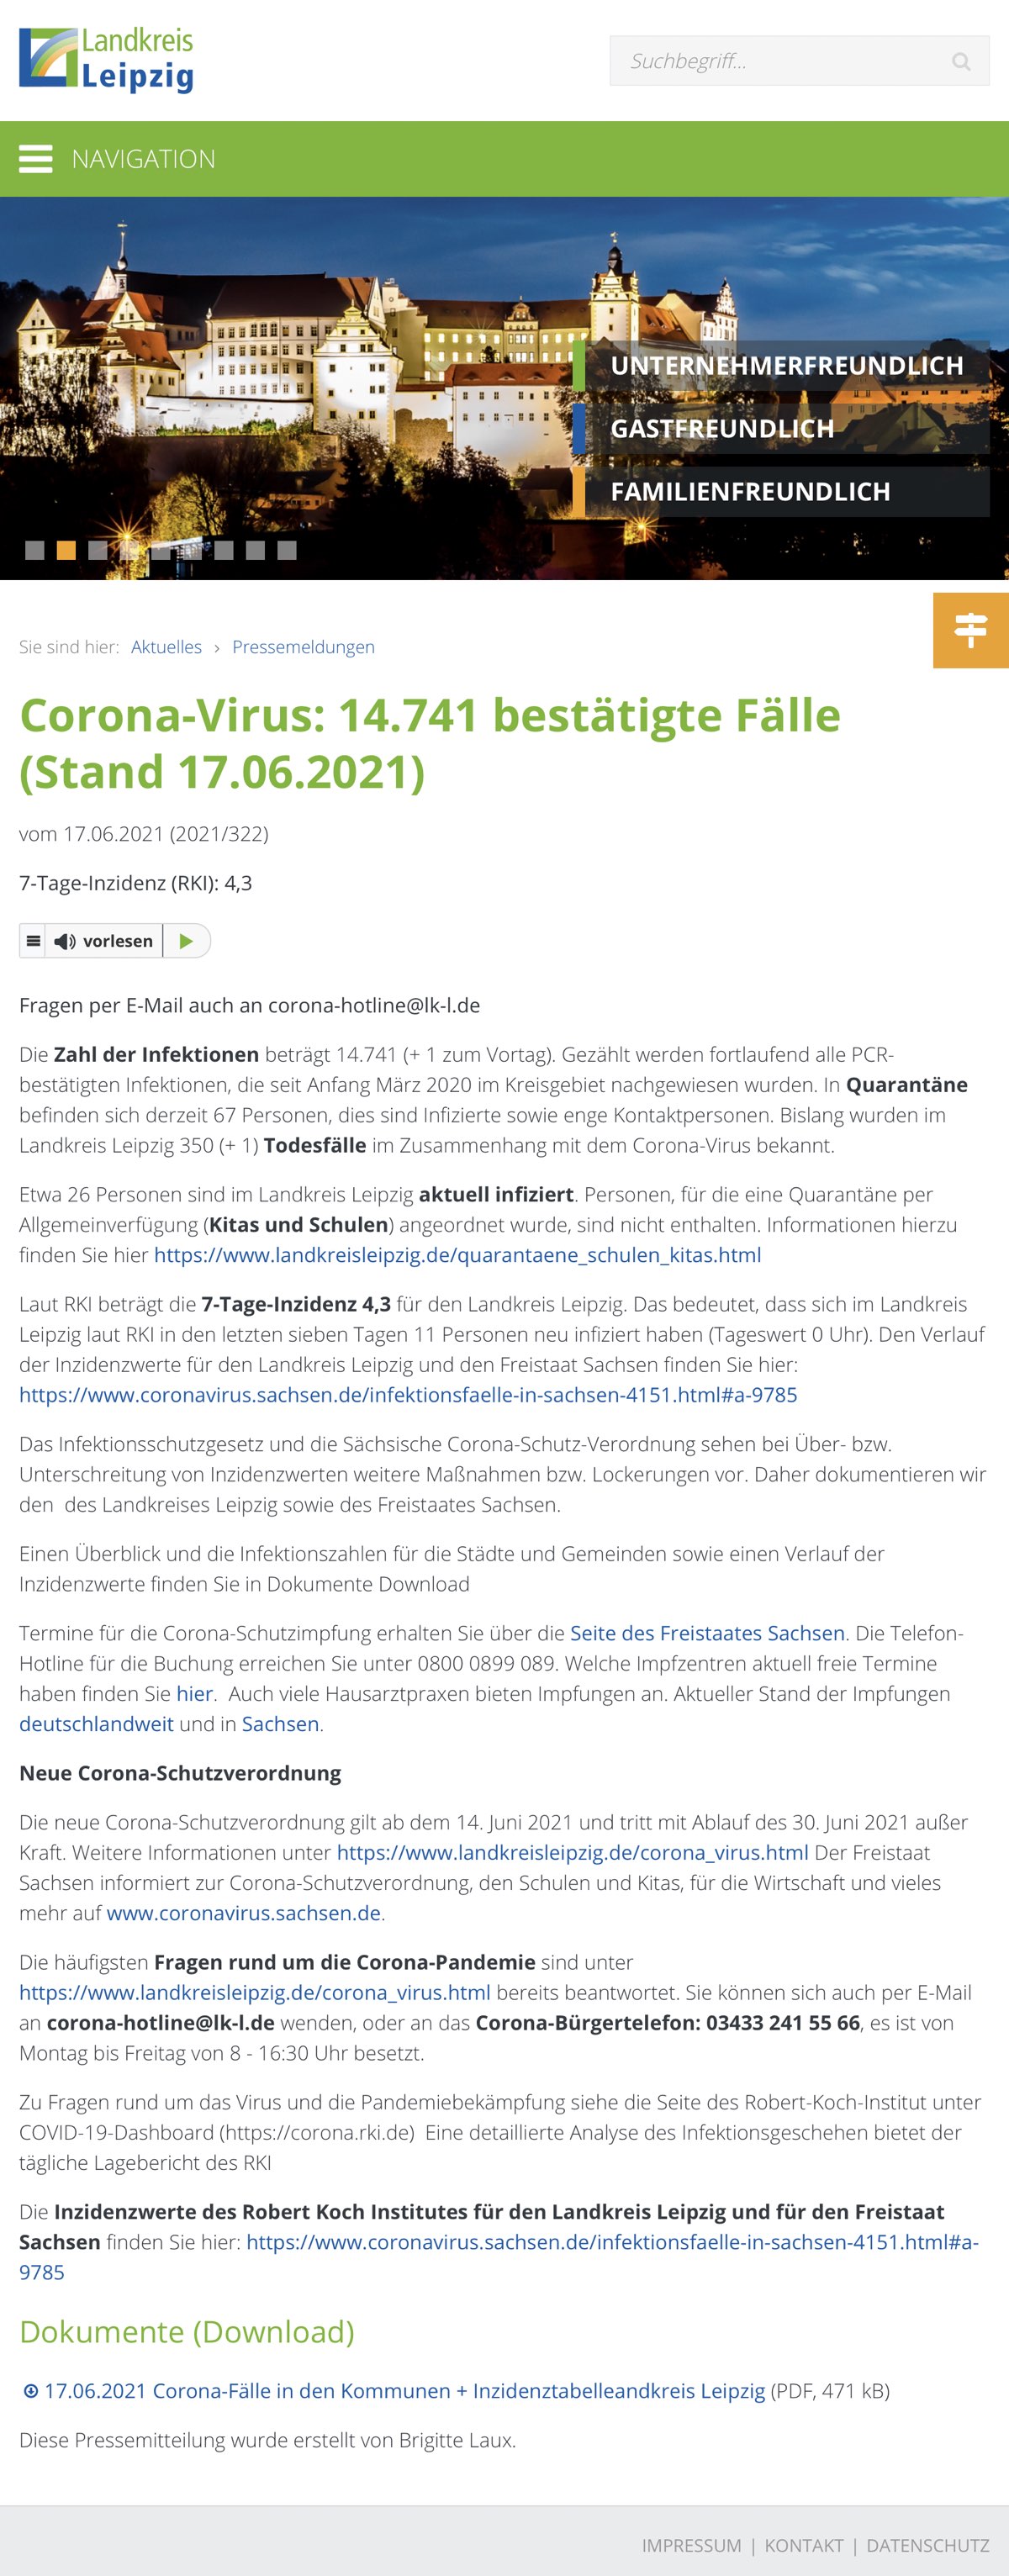 Landkreis
Leipzig
Suchbegriff...
NAVIGATION
UNTERNEHMERFREUNDLICH
GASTFREUNDLICH
FAMILIENFREUNDLICH
Sie sind hier: Aktuelles › Pressemeldungen
Corona-Virus: 14.741 bestätigte Fälle
(Stand 17.06.2021)
vom 17.06.2021 (2021/322)
7-Tage-Inzidenz (RKI): 4,3
vorlesen
Fragen per E-Mail auch an corona-hotline@lk-l.de
Die Zahl der Infektionen beträgt 14.741 (+ 1 zum Vortag). Gezählt werden fortlaufend alle PCR-
bestätigten Infektionen, die seit Anfang März 2020 im Kreisgebiet nachgewiesen wurden. In Quarantäne
befinden sich derzeit 67 Personen, dies sind Infizierte sowie enge Kontaktpersonen. Bislang wurden im
Landkreis Leipzig 350 (+ 1) Todesfälle im Zusammenhang mit dem Corona-Virus bekannt.
Etwa 26 Personen sind im Landkreis Leipzig aktuell infiziert. Personen, für die eine Quarantäne per
Allgemeinverfügung (Kitas und Schulen) angeordnet wurde, sind nicht enthalten. Informationen hierzu
finden Sie hier https://www.landkreisleipzig.de/quarantaene_schulen_kitas.html
Laut RKI beträgt die 7-Tage-Inzidenz 4,3 für den Landkreis Leipzig. Das bedeutet, dass sich im Landkreis
Leipzig laut RKI in den letzten sieben Tagen 11 Personen neu infiziert haben (Tageswert 0 Uhr). Den Verlauf
der Inzidenzwerte für den Landkreis Leipzig und den Freistaat Sachsen finden Sie hier:
https://www.coronavirus.sachsen.de/infektionsfaelle-in-sachsen-4151.html#a-9785
Das Infektionsschutzgesetz und die Sächsische Corona-Schutz-Verordnung sehen bei Über- bzw.
Unterschreitung von Inzidenzwerten weitere Maßnahmen bzw. Lockerungen vor. Daher dokumentieren wir
den  des Landkreises Leipzig sowie des Freistaates Sachsen.
Einen Überblick und die Infektionszahlen für die Städte und Gemeinden sowie einen Verlauf der
Inzidenzwerte finden Sie in Dokumente Download
Termine für die Corona-Schutzimpfung erhalten Sie über die Seite des Freistaates Sachsen. Die Telefon-
Hotline für die Buchung erreichen Sie unter 0800 0899 089. Welche Impfzentren aktuell freie Termine
haben finden Sie hier.  Auch viele Hausarztpraxen bieten Impfungen an. Aktueller Stand der Impfungen
deutschlandweit und in Sachsen.
Neue Corona-Schutzverordnung
Die neue Corona-Schutzverordnung gilt ab dem 14. Juni 2021 und tritt mit Ablauf des 30. Juni 2021 außer
Kraft. Weitere Informationen unter https://www.landkreisleipzig.de/corona_virus.html Der Freistaat
Sachsen informiert zur Corona-Schutzverordnung, den Schulen und Kitas, für die Wirtschaft und vieles
mehr auf www.coronavirus.sachsen.de.
Die häufigsten Fragen rund um die Corona-Pandemie sind unter
https://www.landkreisleipzig.de/corona_virus.html bereits beantwortet. Sie können sich auch per E-Mail
an corona-hotline@lk-l.de wenden, oder an das Corona-Bürgertelefon: 03433 241 55 66, es ist von
Montag bis Freitag von 8 - 16:30 Uhr besetzt.
Zu Fragen rund um das Virus und die Pandemiebekämpfung siehe die Seite des Robert-Koch-Institut unter
COVID-19-Dashboard (https://corona.rki.de)  Eine detaillierte Analyse des Infektionsgeschehen bietet der
tägliche Lagebericht des RKI
Die Inzidenzwerte des Robert Koch Institutes für den Landkreis Leipzig und für den Freistaat
Sachsen finden Sie hier: https://www.coronavirus.sachsen.de/infektionsfaelle-in-sachsen-4151.html#a-
9785
Dokumente (Download)
17.06.2021 Corona-Fälle in den Kommunen + Inzidenztabelleandkreis Leipzig (PDF, 471 kB)
Diese Pressemitteilung wurde erstellt von Brigitte Laux.
IMPRESSUM | KONTAKT | DATENSCHUTZ